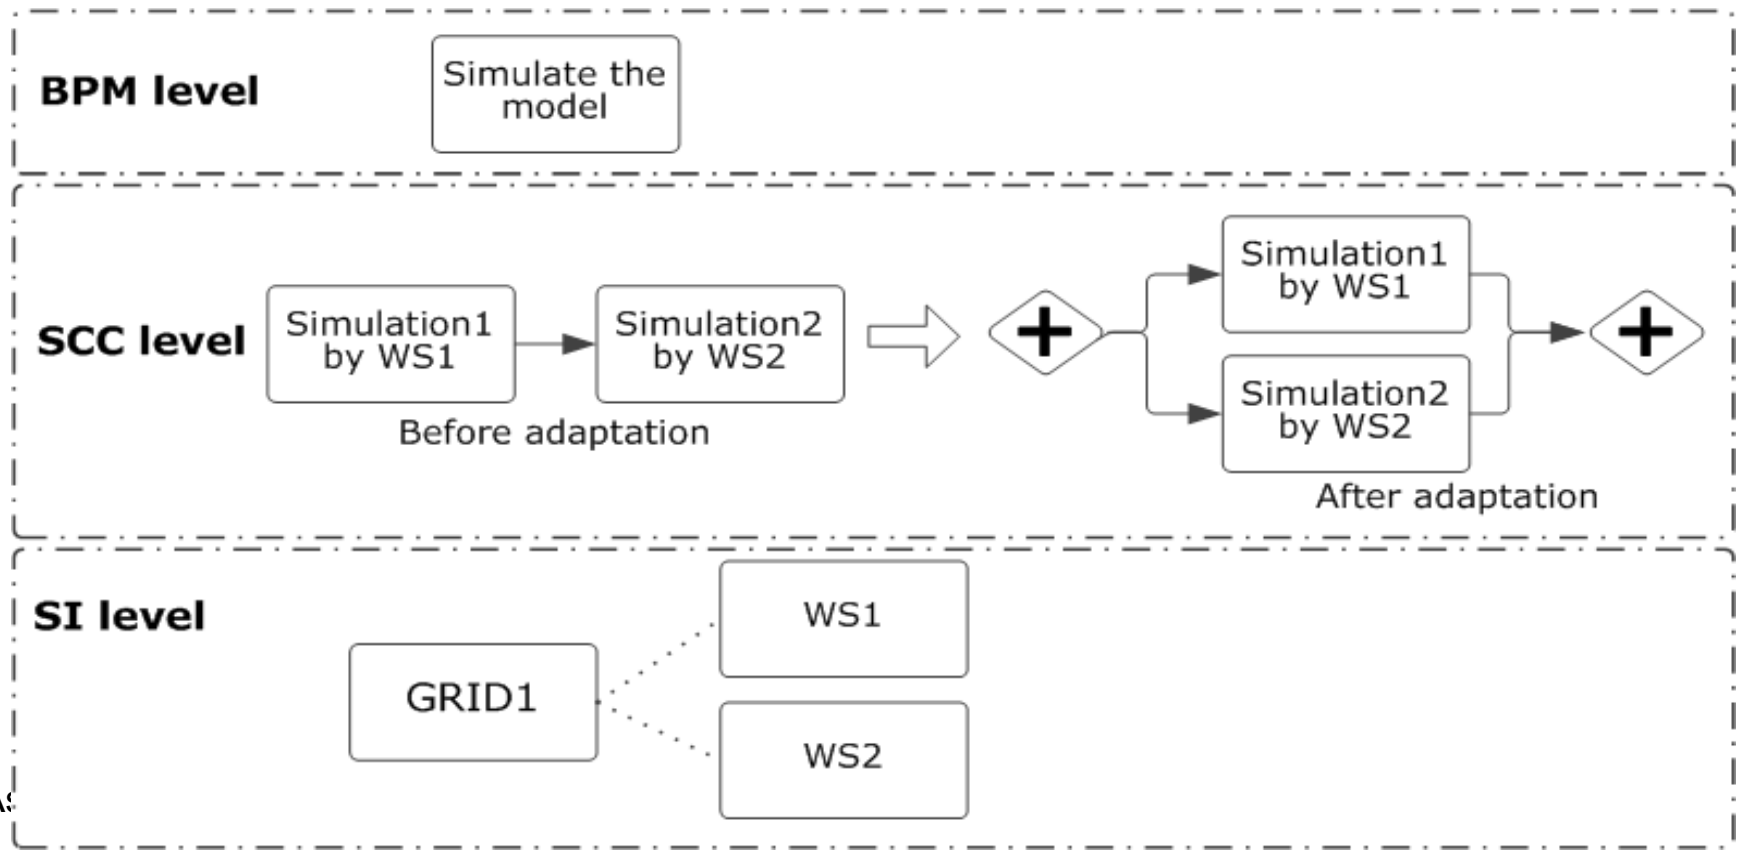 BPM level
Simulate the
model
SCC level
Simulation1
by WS1
Simulation2
by WS2
Before adaptation
Simulation1
by WS1
Simulation2
by WS2
After adaptation
SI level
GRID1
WS1
WS2